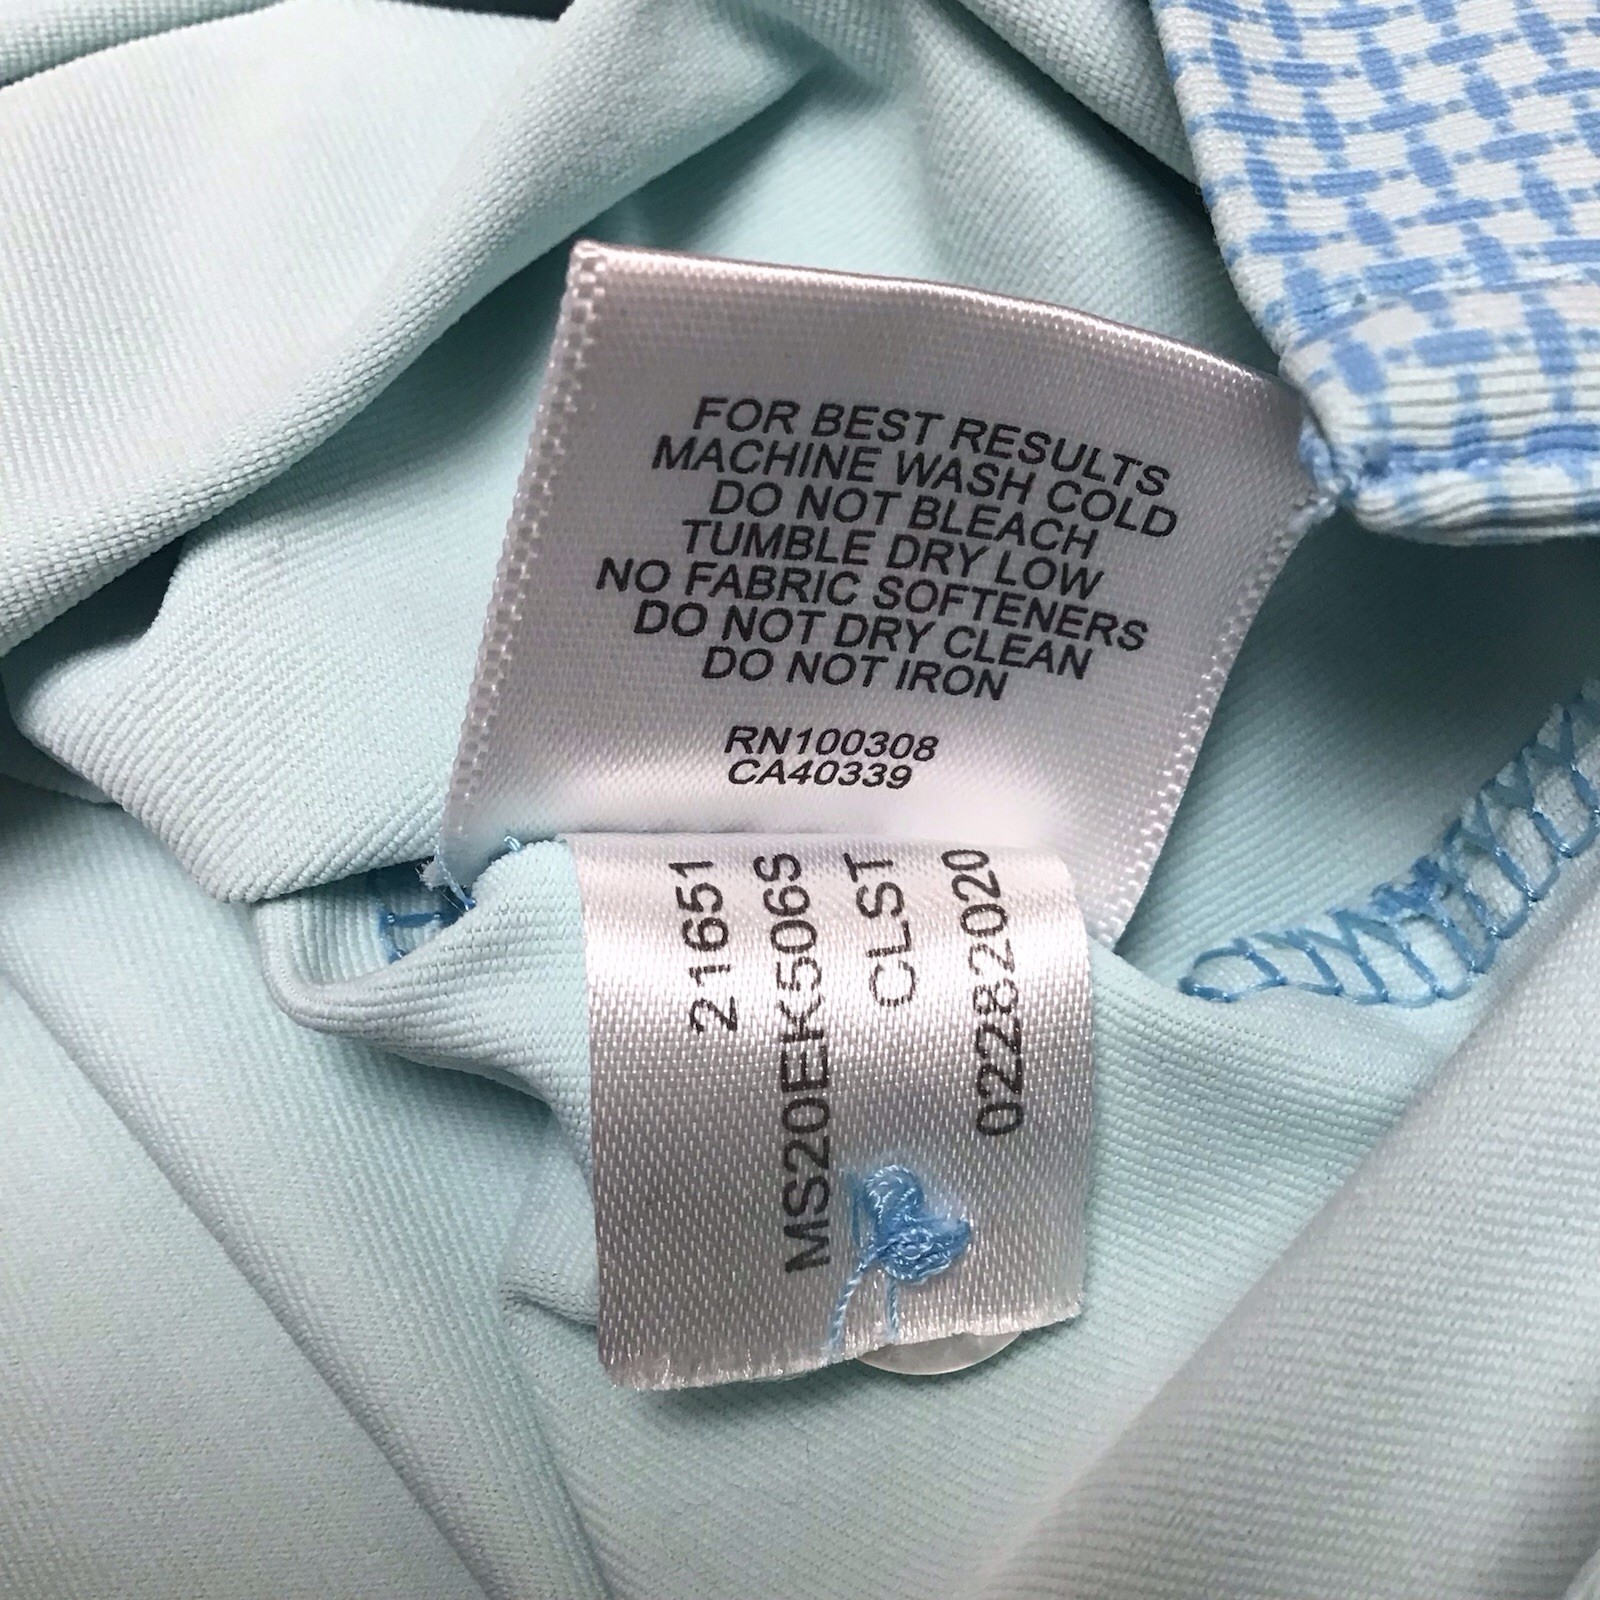 FOR BEST RESULTS
MACHINE WASH COLD
DO NOT BLEACH
TUMBLE DRY LOW
NO FABRIC SOFTENERS
DO NOT DRY CLEAN
DO NOT IRON
RN100308
CA40339
21651
MS20EK506S
CLST
02282020